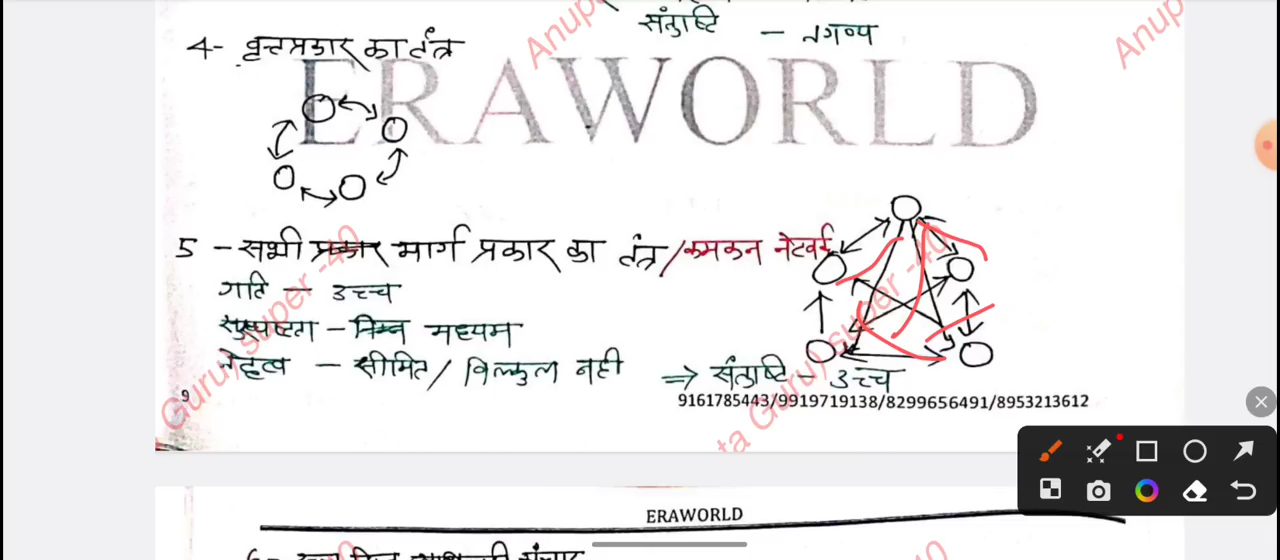 संतुष्टि - नगण्य
4- वृत्तप्रकार का तंत्र
ERAWORLD
5 - सभी प्रकार मार्ग प्रकार का तंत्र/कमकन नेटवर्क
गति - उच्च
सुस्पष्टता - निम्न मध्यम
नेतृत्व - सीमित / बिल्कुल नही ⇒ संतुष्टि - उच्च
9
9161785443/9919719138/8299656491/8953213612
ERAWORLD